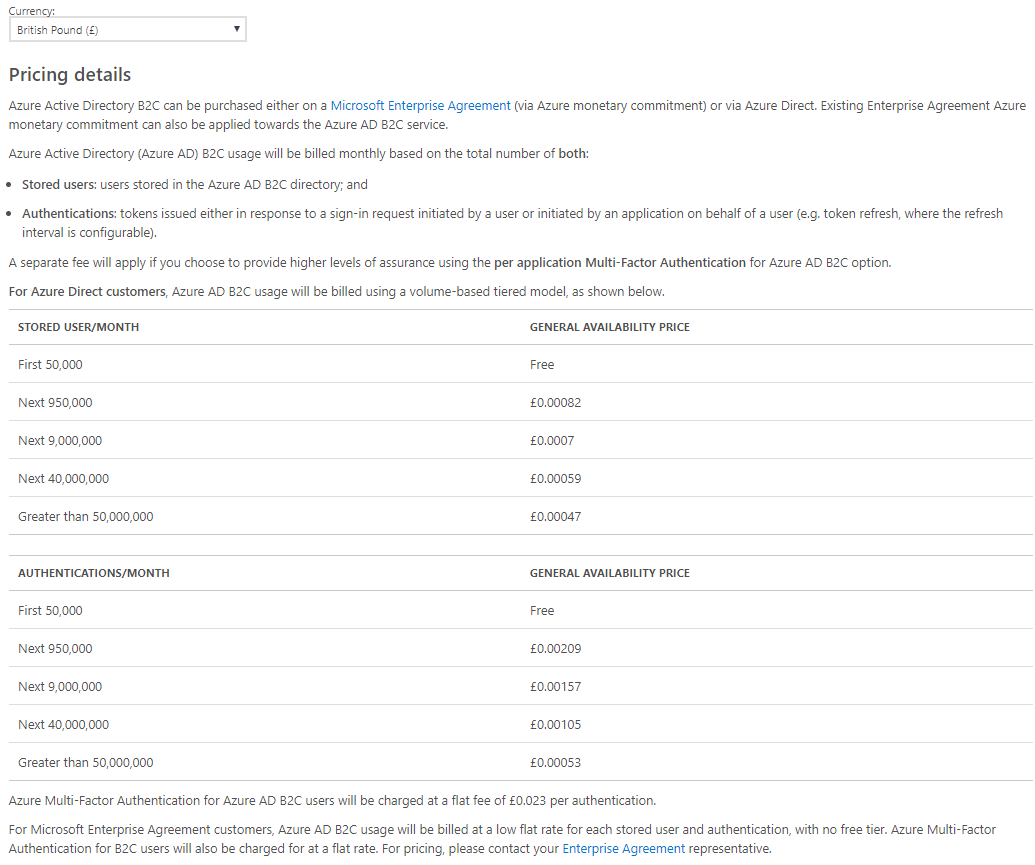 Currency:
British Pound (£)
Pricing details
Azure Active Directory B2C can be purchased either on a Microsoft Enterprise Agreement (via Azure monetary commitment) or via Azure Direct. Existing Enterprise Agreement Azure
monetary commitment can also be applied towards the Azure AD B2C service.
Azure Active Directory (Azure AD) B2C usage will be billed monthly based on the total number of both:
• Stored users: users stored in the Azure AD B2C directory; and
• Authentications: tokens issued either in response to a sign-in request initiated by a user or initiated by an application on behalf of a user (e.g. token refresh, where the refresh
interval is configurable).
A separate fee will apply if you choose to provide higher levels of assurance using the per application Multi-Factor Authentication for Azure AD B2C option.
For Azure Direct customers, Azure AD B2C usage will be billed using a volume-based tiered model, as shown below.
STORED USER/MONTH GENERAL AVAILABILITY PRICE
First 50,000 Free
Next 950,000 £0.00082
Next 9,000,000 £0.0007
Next 40,000,000 £0.00059
Greater than 50,000,000 £0.00047
AUTHENTICATIONS/MONTH GENERAL AVAILABILITY PRICE
First 50,000 Free
Next 950,000 £0.00209
Next 9,000,000 £0.00157
Next 40,000,000 £0.00105
Greater than 50,000,000 £0.00053
Azure Multi-Factor Authentication for Azure AD B2C users will be charged at a flat fee of £0.023 per authentication.
For Microsoft Enterprise Agreement customers, Azure AD B2C usage will be billed at a low flat rate for each stored user and authentication, with no free tier. Azure Multi-Factor
Authentication for B2C users will also be charged for at a flat rate. For pricing, please contact your Enterprise Agreement representative.